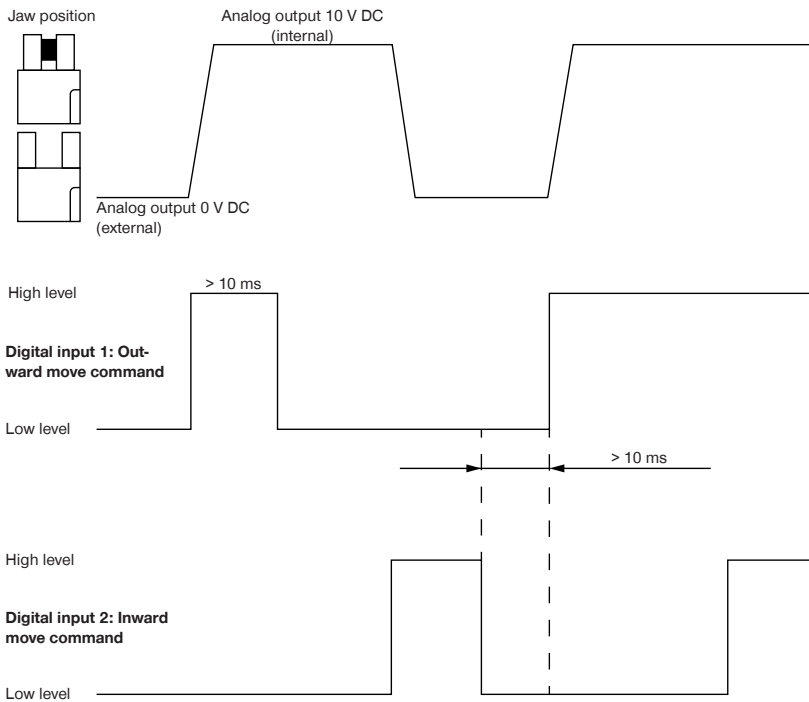 Jaw position
Analog output 10 V DC
(internal)
Analog output 0 V DC
(external)
High level
> 10 ms
Digital input 1: Out-
ward move command
Low level
> 10 ms
High level
Digital input 2: Inward
move command
Low level